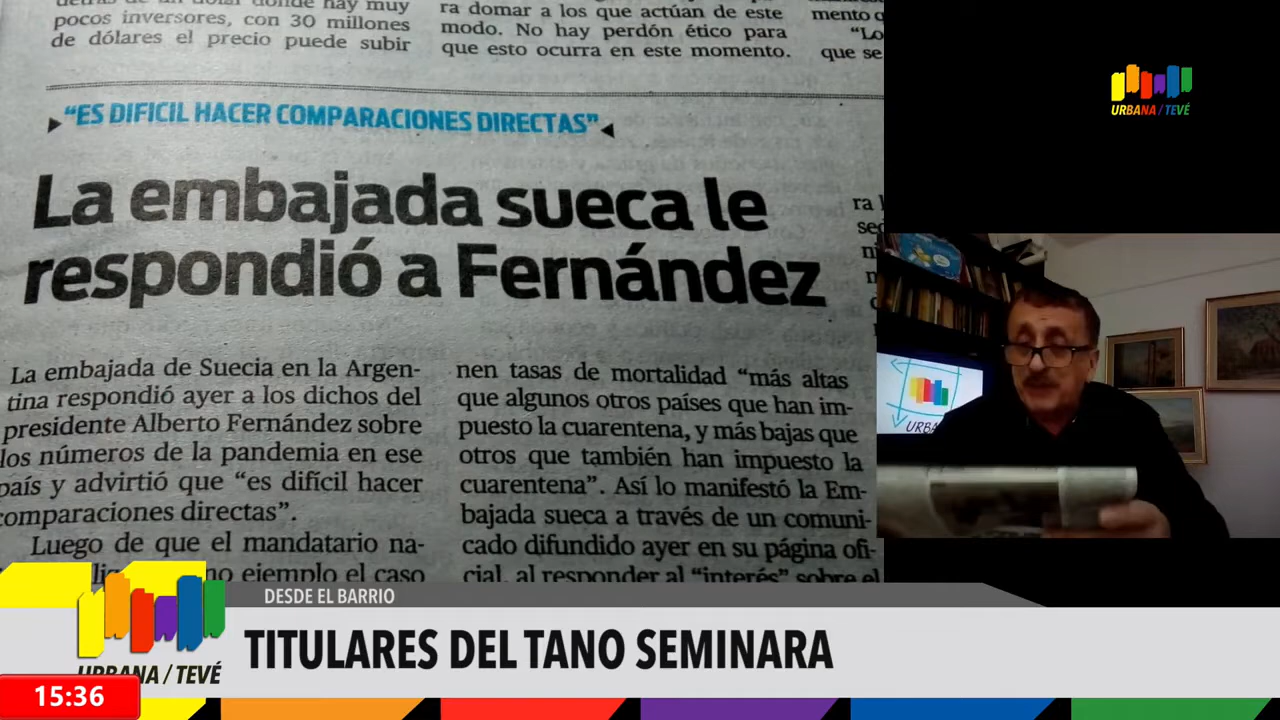 pocos inversores, con 30 millones
de dólares el precio puede subir
ra domar a los que actúan de este
modo. No hay perdón ético para
que esto ocurra en este momento.
mento
"Lo
que se
"ES DIFICIL HACER COMPARACIONES DIRECTAS"
La embajada sueca le
respondió a Fernández
La embajada de Suecia en la Argen-
tina respondió ayer a los dichos del
presidente Alberto Fernández sobre
los números de la pandemia en ese
país y advirtió que "es difícil hacer
comparaciones directas".
Luego de que el mandatario na-
no ejemplo el caso
nen tasas de mortalidad "más altas
que algunos otros países que han im-
puesto la cuarentena, y más bajas que
otros que también han impuesto la
cuarentena". Así lo manifestó la Em-
bajada sueca a través de un comuni-
cado difundido ayer en su página ofi-
cial, al responder al "interés" sobre el
ra
URBANA / TEVÉ
DESDE EL BARRIO
TITULARES DEL TANO SEMINARA
URBANA / TEVÉ
15:36